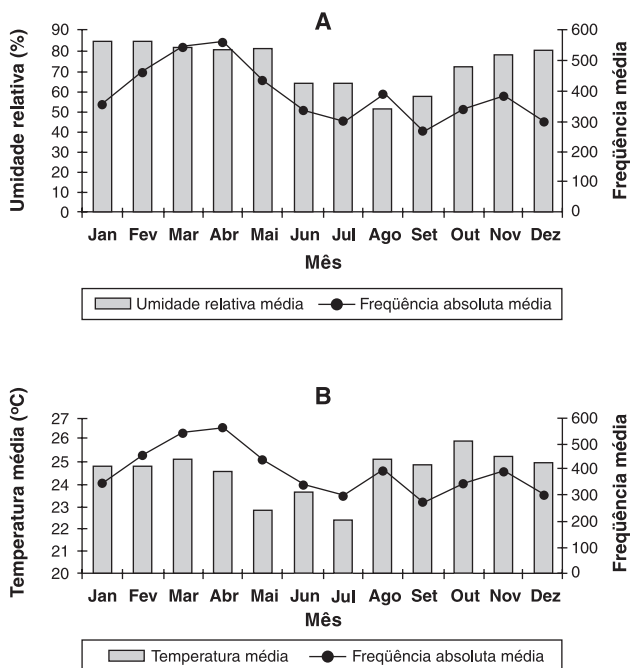 A
Umidade relativa (%)
90
80
70
60
50
40
30
20
10
0
600
500
400
300
200
100
0
Freqüência média
Jan Fev Mar Abr Mai Jun Jul Ago Set Out Nov Dez
Mês
Umidade relativa média Freqüência absoluta média
B
Temperatura média (ºC)
27
26
25
24
23
22
21
20
600
500
400
300
200
100
0
Freqüência média
Jan Fev Mar Abr Mai Jun Jul Ago Set Out Nov Dez
Mês
Temperatura média Freqüência absoluta média